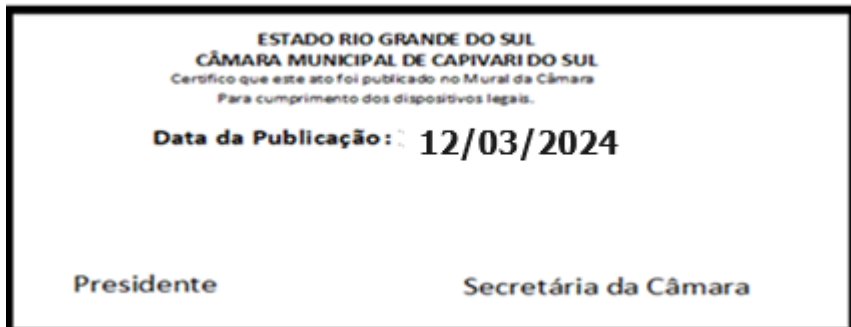 ESTADO RIO GRANDE DO SUL
CÂMARA MUNICIPAL DE CAPIVARI DO SUL
Certifico que este ato foi publicado no Mural da Câmara
Para cumprimento dos dispositivos legais.
Data da Publicação: 12/03/2024
Presidente Secretária da Câmara